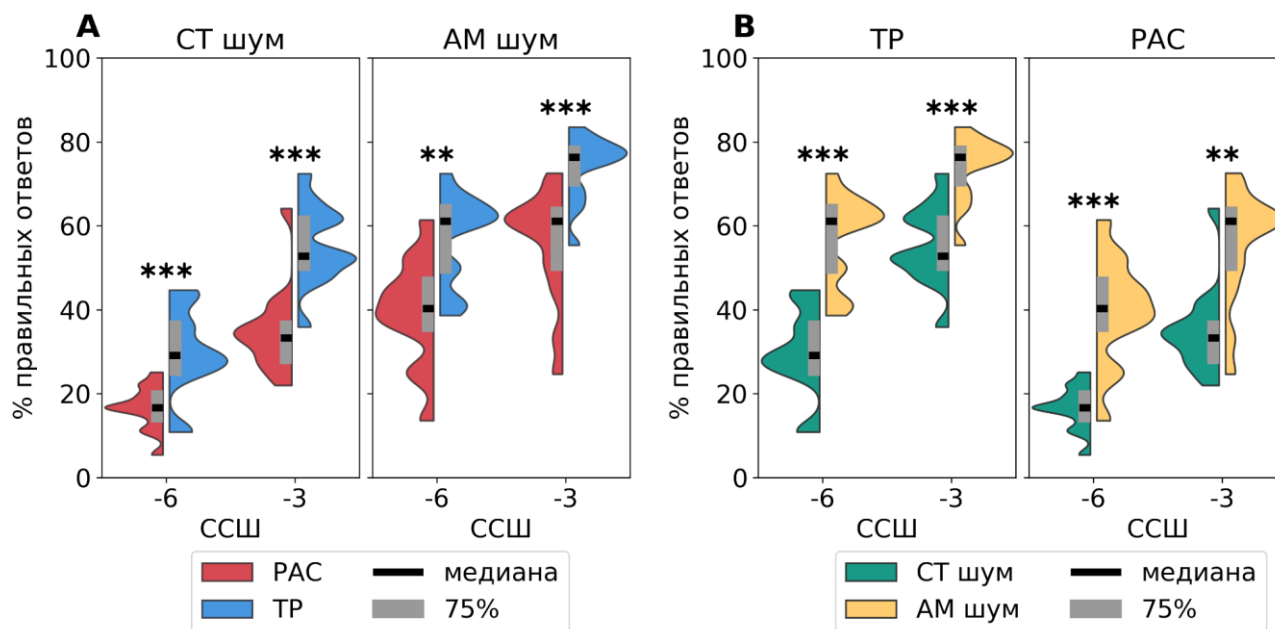 A
СТ шум
АМ шум
% правильных ответов
100
80
60
40
20
0
***
***
**
***
-6
-3
-6
-3
ССШ
ССШ
РАС
ТР
медиана
75%
B
ТР
РАС
% правильных ответов
100
80
60
40
20
0
***
***
***
**
-6
-3
-6
-3
ССШ
ССШ
СТ шум
АМ шум
медиана
75%